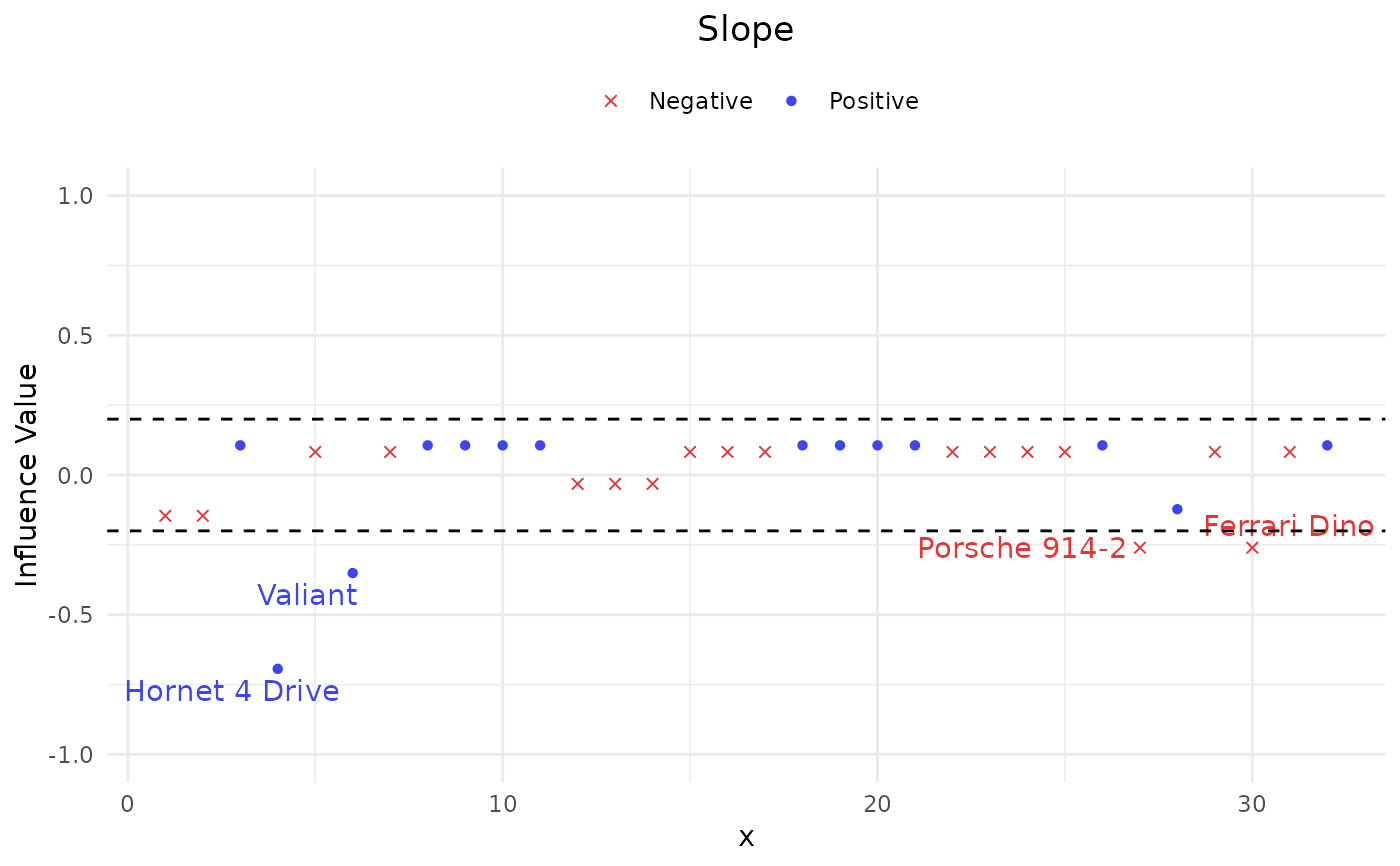 Slope
Negative
Positive
Influence Value
1.0
0.5
0.0
-0.5
-1.0
Ferrari Dino
Porsche 914-2
Valiant
Hornet 4 Drive
0
10
20
30
x